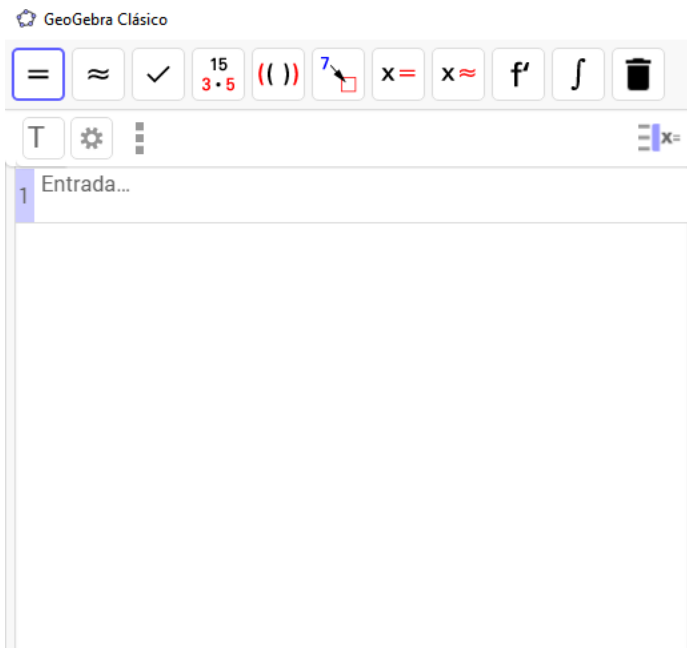 GeoGebra Clásico
= ≈ ✓ 15 (( )) 7 x= x≈ f′ ∫
3·5
T x=
1 Entrada…